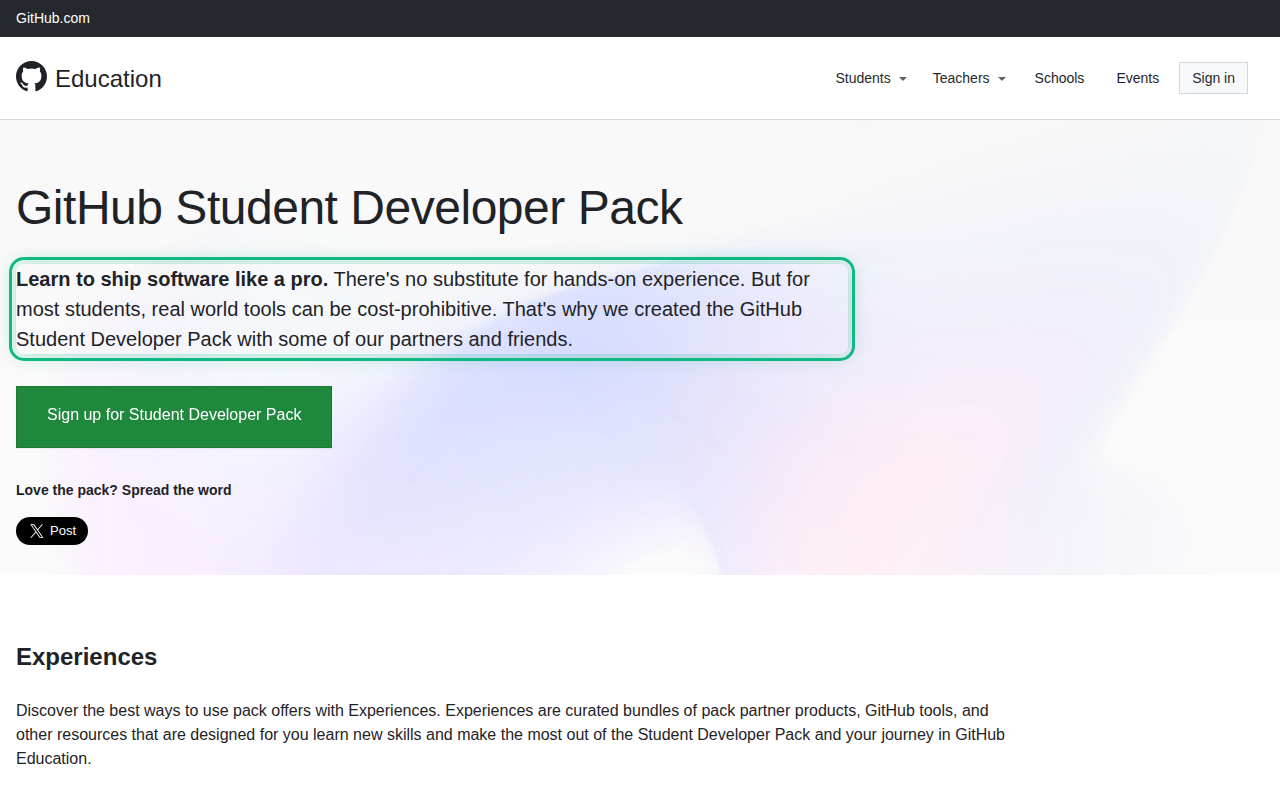 GitHub.com
Education
Students
Teachers
Schools
Events
Sign in
GitHub Student Developer Pack
Learn to ship software like a pro. There's no substitute for hands-on experience. But for
most students, real world tools can be cost-prohibitive. That's why we created the GitHub
Student Developer Pack with some of our partners and friends.
Sign up for Student Developer Pack
Love the pack? Spread the word
Post
Experiences
Discover the best ways to use pack offers with Experiences. Experiences are curated bundles of pack partner products, GitHub tools, and
other resources that are designed for you learn new skills and make the most out of the Student Developer Pack and your journey in GitHub
Education.